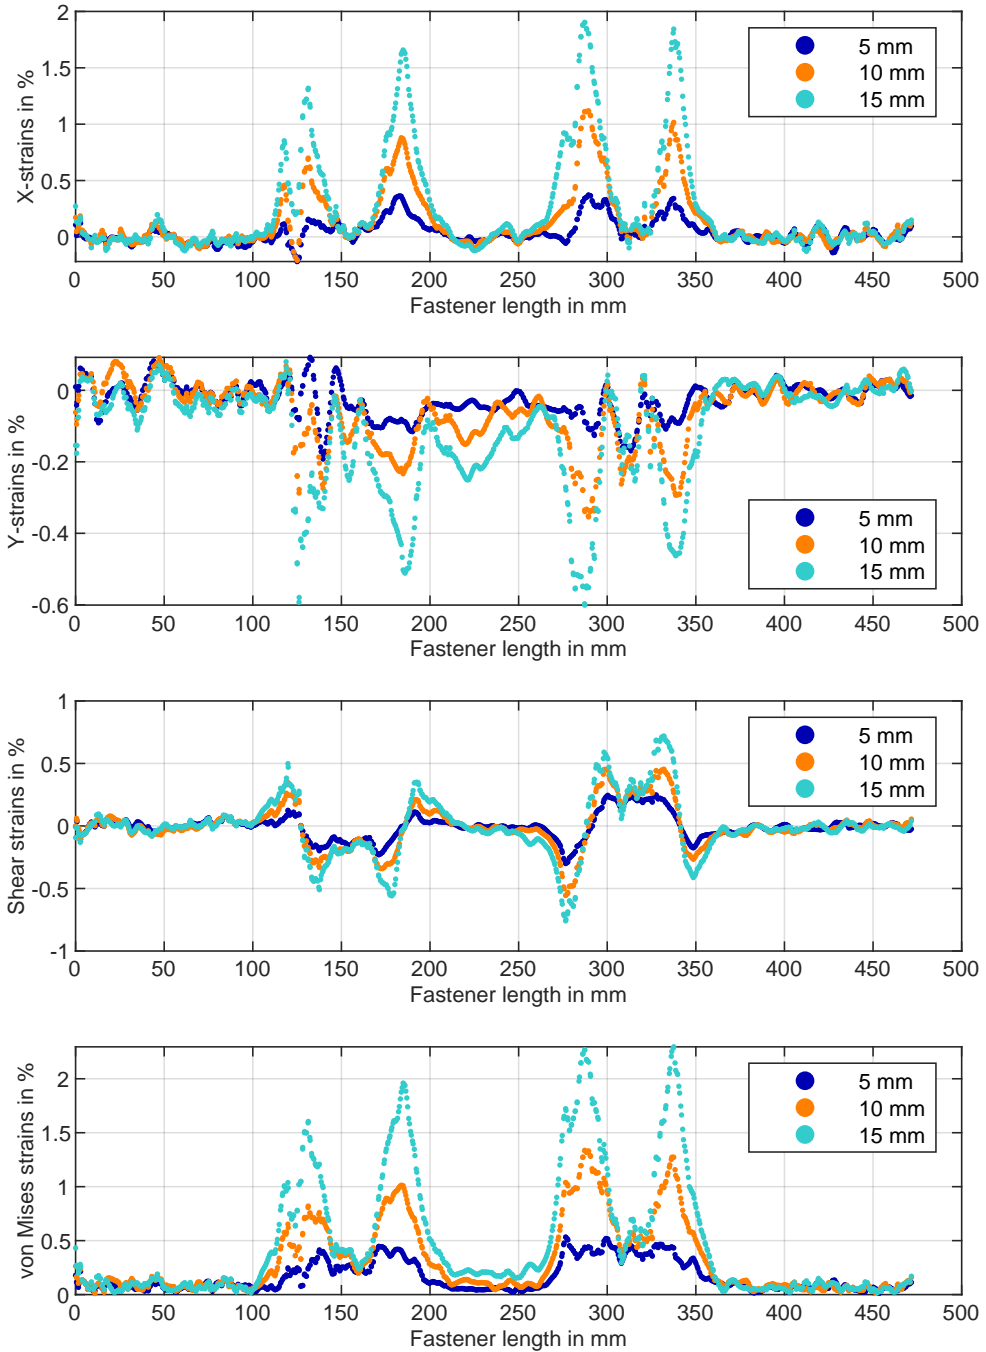 X-strains in %
2
1.5
1
0.5
0
0 50 100 150 200 250 300 350 400 450 500
Fastener length in mm
5 mm
10 mm
15 mm
Y-strains in %
0
-0.2
-0.4
-0.6
0 50 100 150 200 250 300 350 400 450 500
Fastener length in mm
5 mm
10 mm
15 mm
Shear strains in %
1
0.5
0
-0.5
-1
0 50 100 150 200 250 300 350 400 450 500
Fastener length in mm
5 mm
10 mm
15 mm
von Mises strains in %
2
1.5
1
0.5
0
0 50 100 150 200 250 300 350 400 450 500
Fastener length in mm
5 mm
10 mm
15 mm